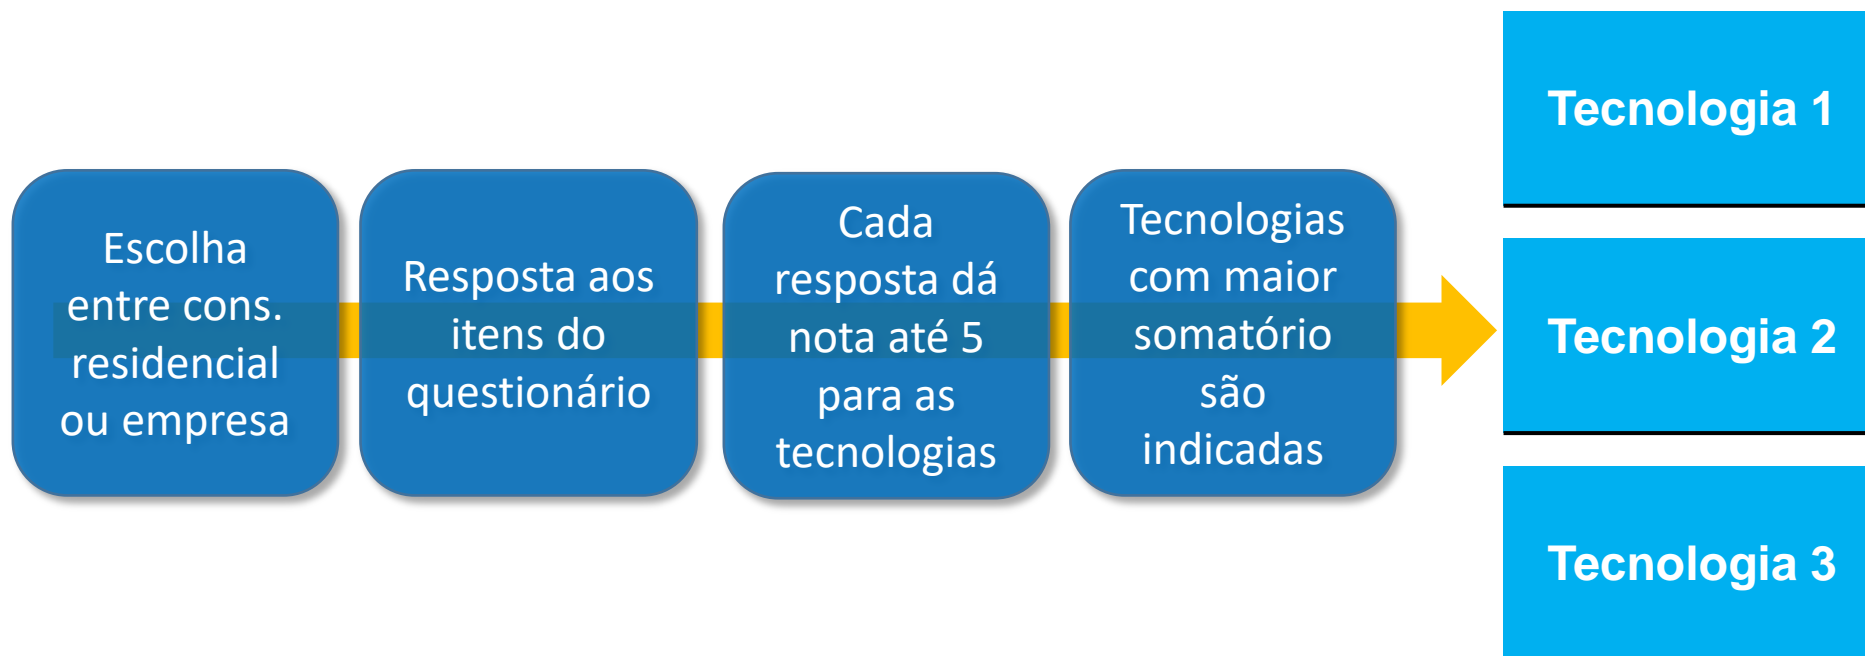 Escolha
entre cons.
residencial
ou empresa
Resposta aos
itens do
questionário
Cada
resposta dá
nota até 5
para as
tecnologias
Tecnologias
com maior
somatório
são
indicadas
Tecnologia 1
Tecnologia 2
Tecnologia 3